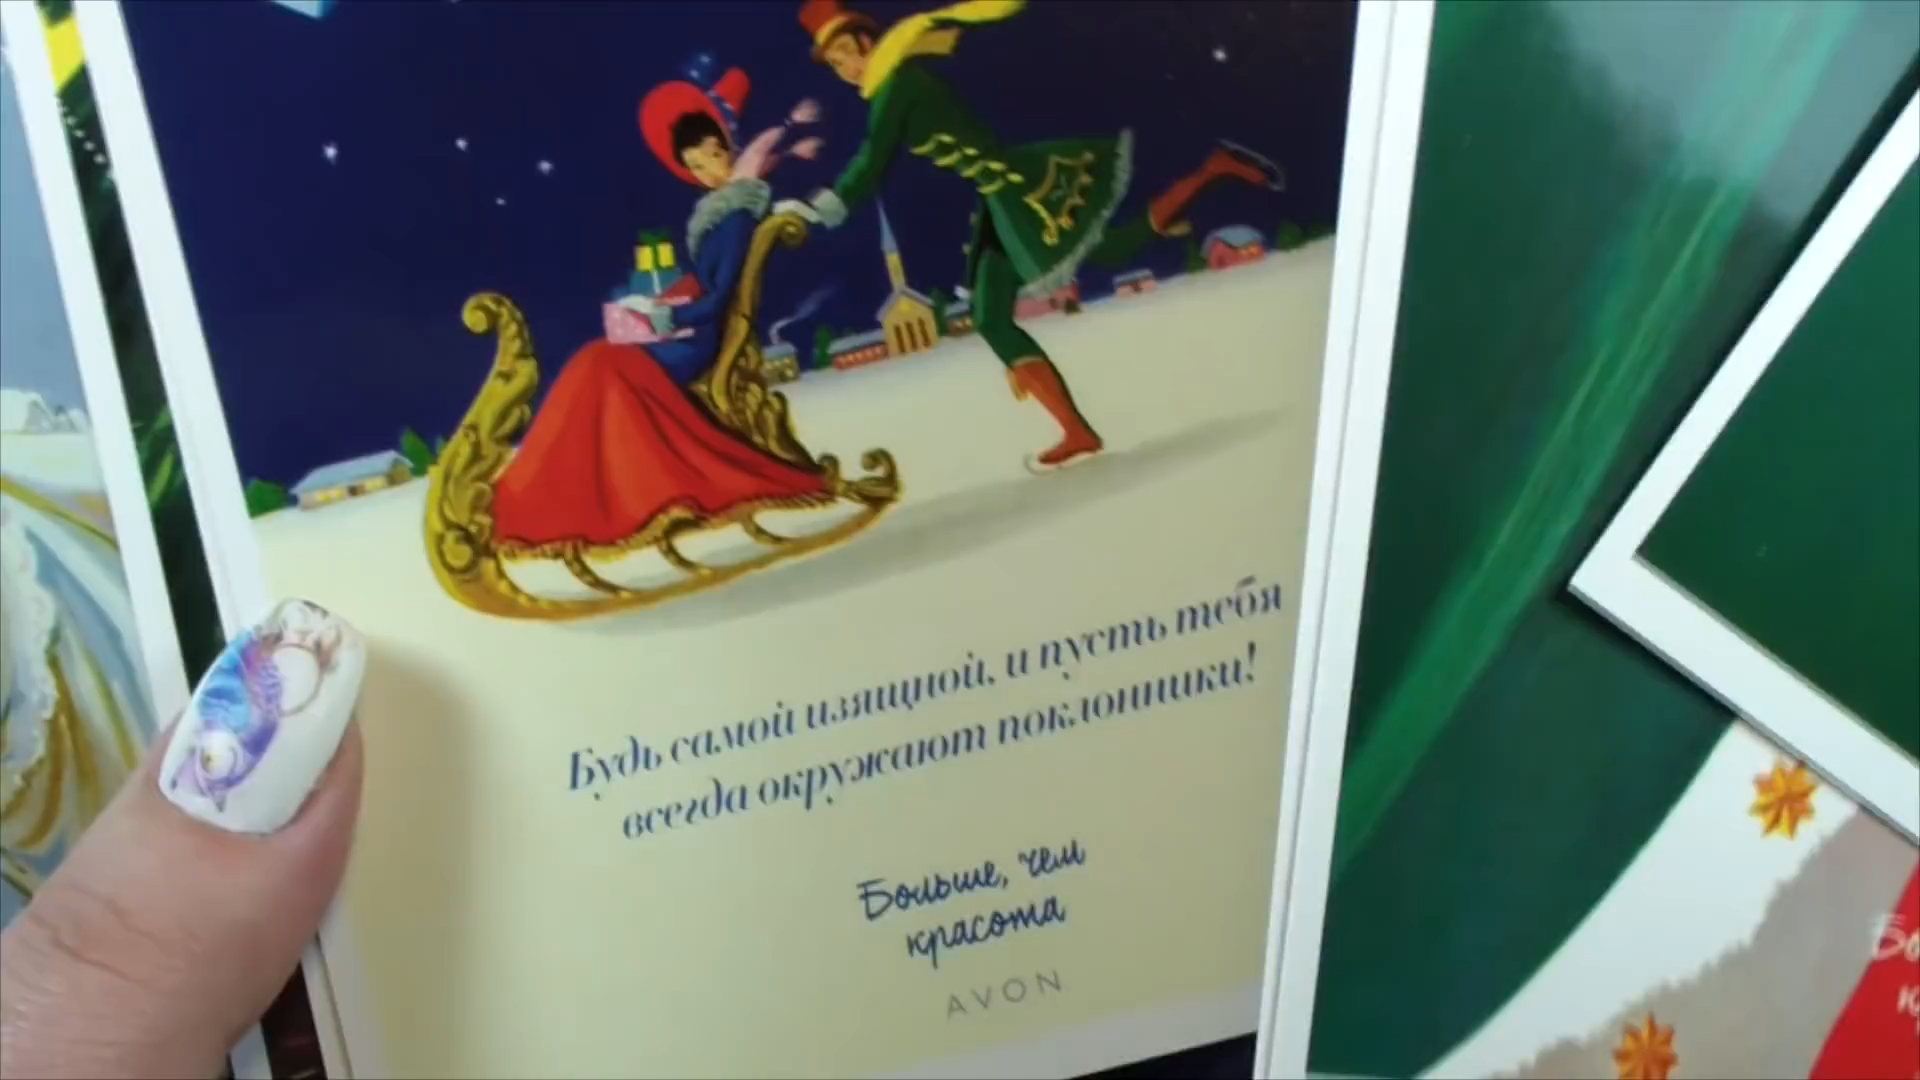 Будь самой изящной, и пусть тебя
всегда окружают поклонники!
Больше, чем
красота
AVON